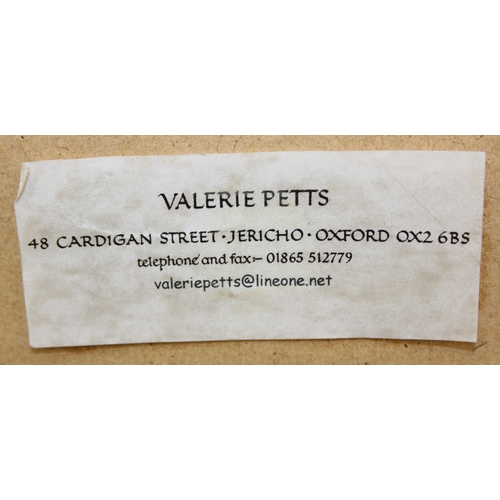 VALERIE PETTS
48 CARDIGAN STREET · JERICHO · OXFORD OX2 6BS
telephone and fax:- 01865 512779
valeriepetts@lineone.net